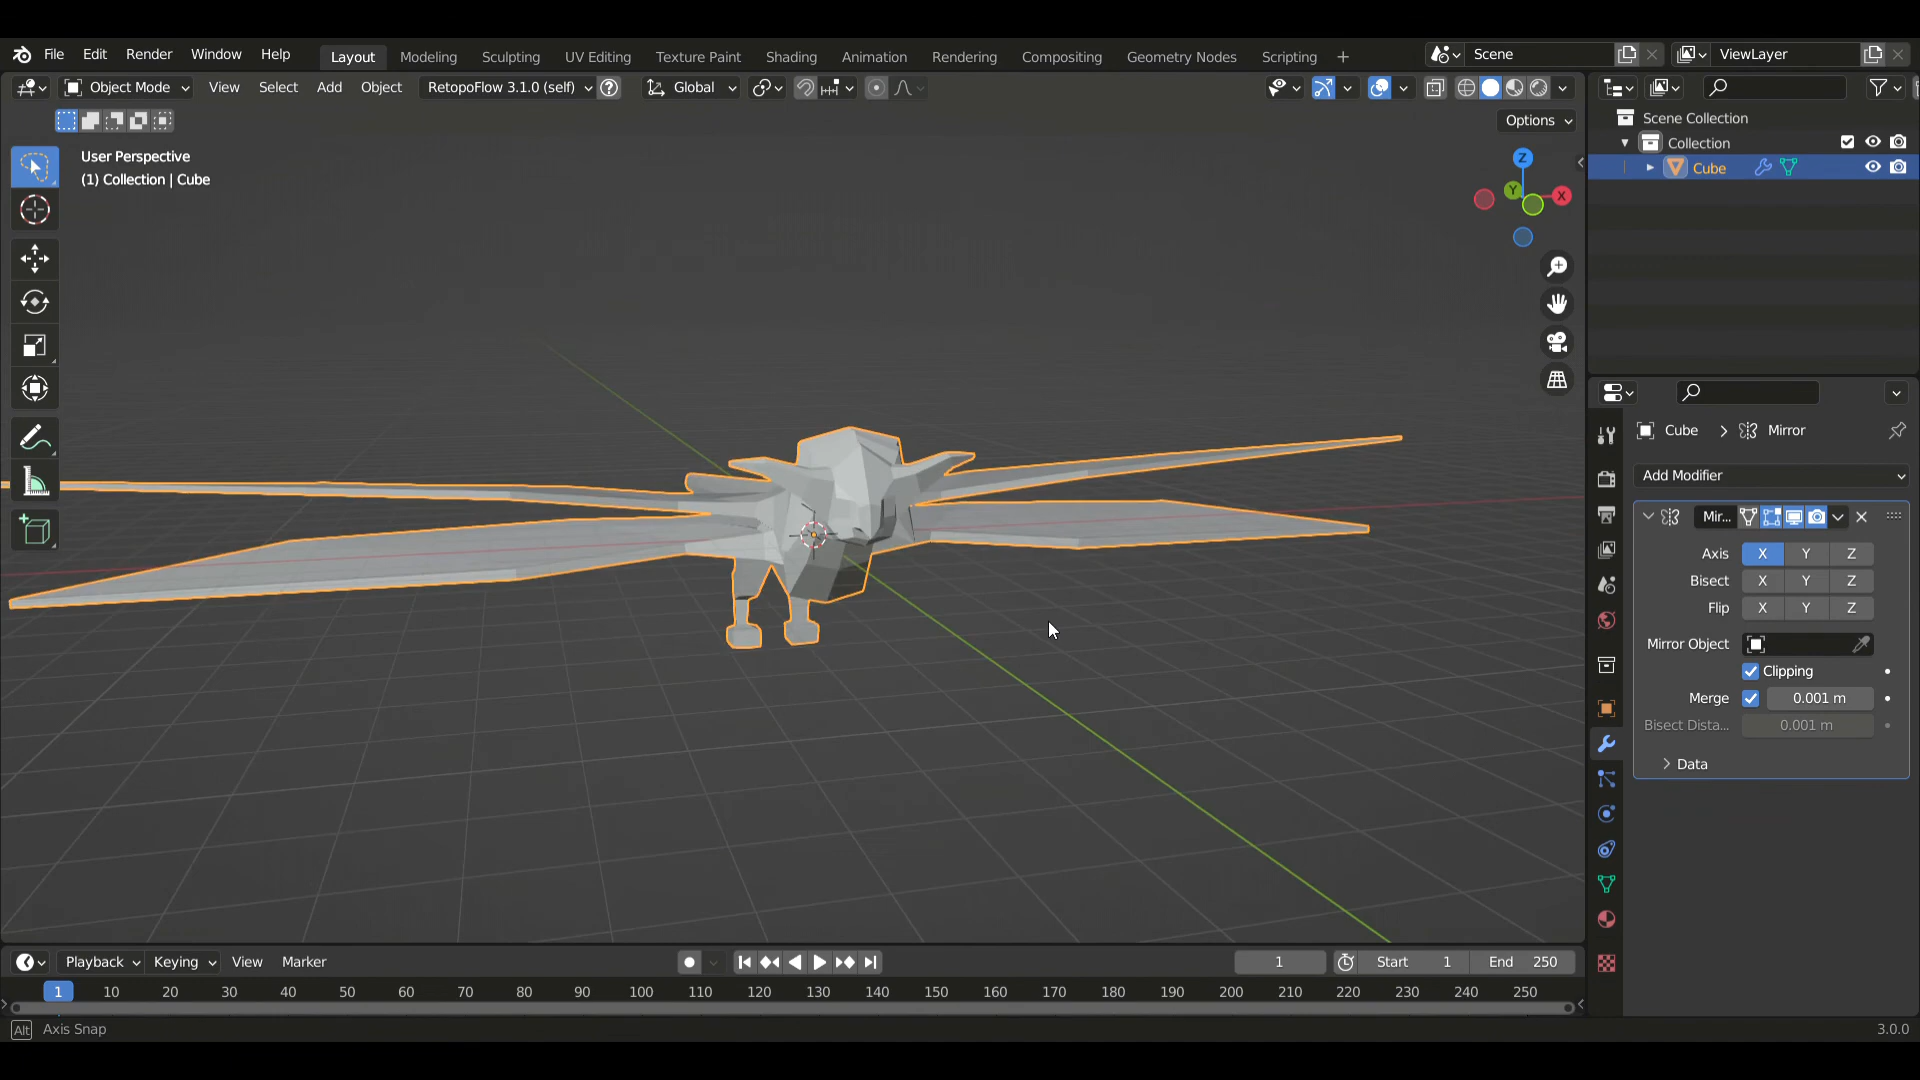 File Edit Render Window Help Layout Modeling Sculpting UV Editing Texture Paint Shading Animation Rendering Compositing Geometry Nodes Scripting + Scene ViewLayer
Object Mode View Select Add Object RetopoFlow 3.1.0 (self) Global
Options
User Perspective
(1) Collection | Cube
Z
Y
X
Scene Collection
Collection
Cube
Cube > Mirror
Add Modifier
Mir...
Axis X Y Z
Bisect X Y Z
Flip X Y Z
Mirror Object
Clipping
Merge 0.001 m
Bisect Dista... 0.001 m
Data
Playback Keying View Marker 1 Start 1 End 250
1 10 20 30 40 50 60 70 80 90 100 110 120 130 140 150 160 170 180 190 200 210 220 230 240 250
Alt Axis Snap 3.0.0